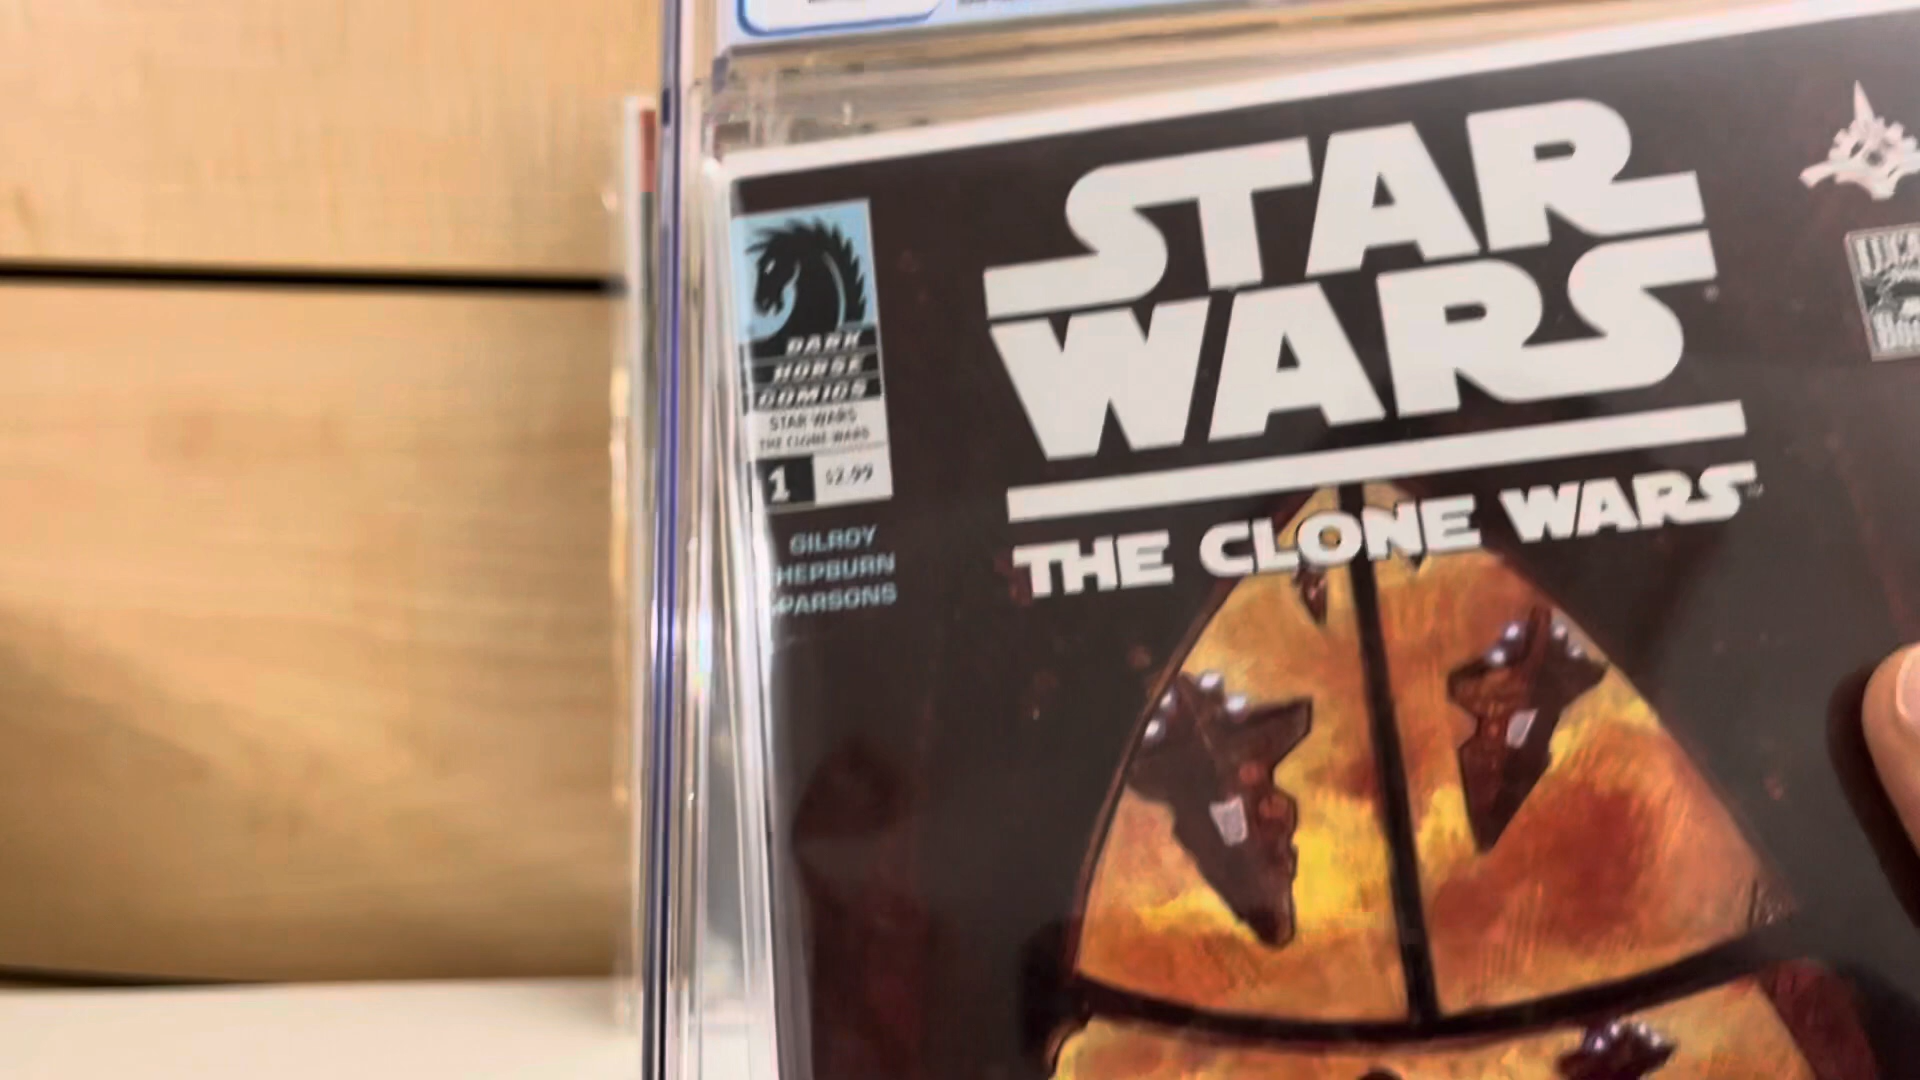 STAR
WARS
THE CLONE WARS
DARK
HORSE
COMICS
STAR WARS
THE CLONE WARS
1 $2.99
GILROY
HEPBURN
PARSONS